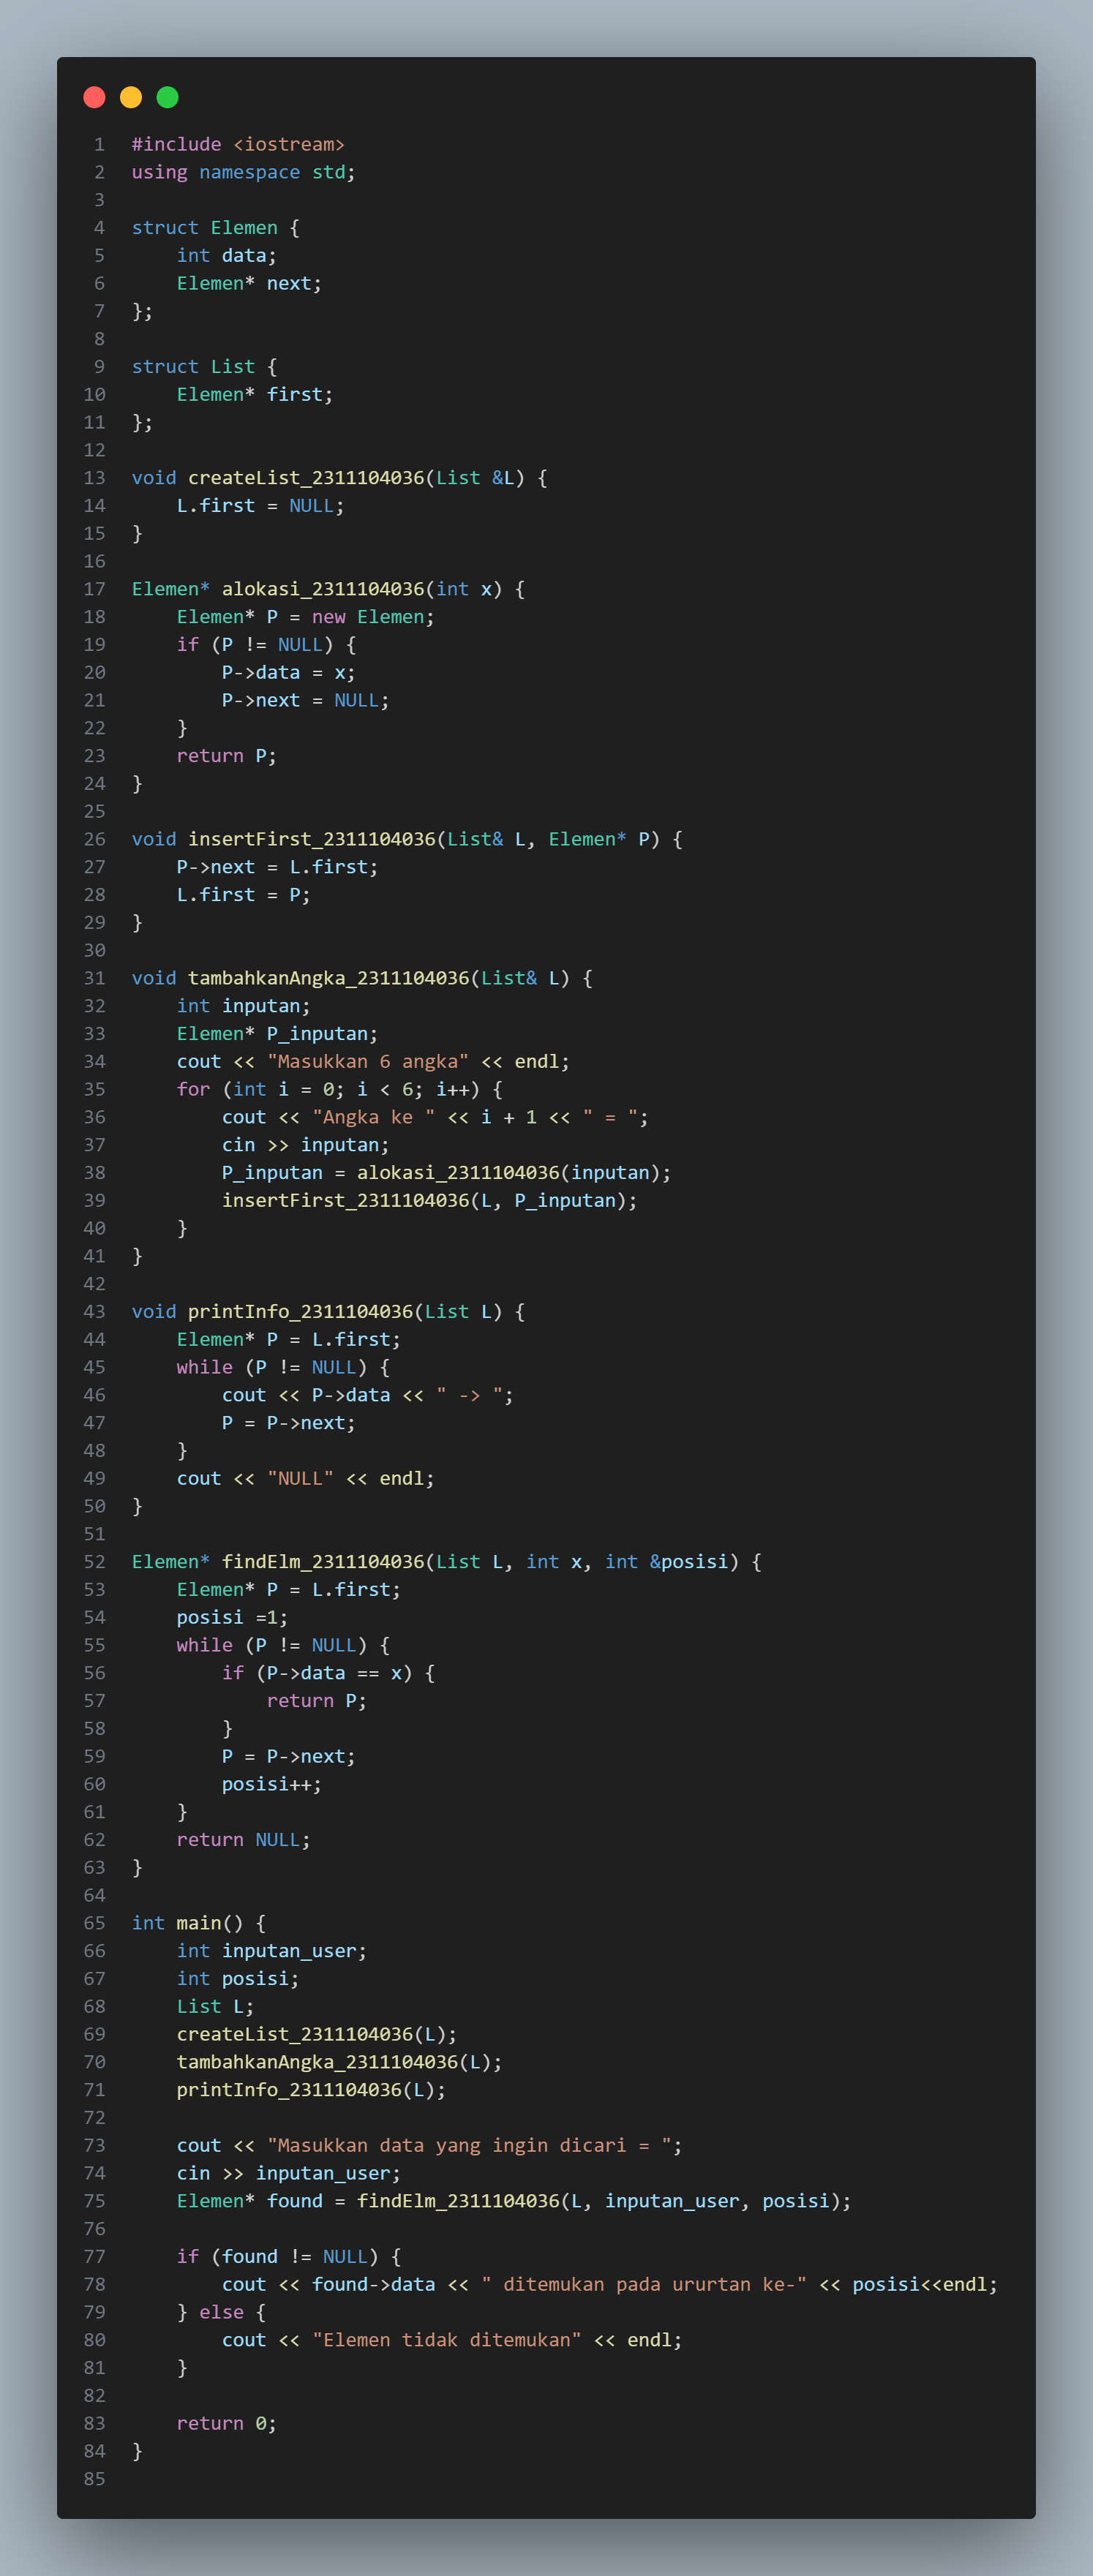 1 #include <iostream>
2 using namespace std;
3
4 struct Elemen {
5     int data;
6     Elemen* next;
7 };
8
9 struct List {
10     Elemen* first;
11 };
12
13 void createList_2311104036(List &L) {
14     L.first = NULL;
15 }
16
17 Elemen* alokasi_2311104036(int x) {
18     Elemen* P = new Elemen;
19     if (P != NULL) {
20         P->data = x;
21         P->next = NULL;
22     }
23     return P;
24 }
25
26 void insertFirst_2311104036(List& L, Elemen* P) {
27     P->next = L.first;
28     L.first = P;
29 }
30
31 void tambahkanAngka_2311104036(List& L) {
32     int inputan;
33     Elemen* P_inputan;
34     cout << "Masukkan 6 angka" << endl;
35     for (int i = 0; i < 6; i++) {
36         cout << "Angka ke " << i + 1 << " = ";
37         cin >> inputan;
38         P_inputan = alokasi_2311104036(inputan);
39         insertFirst_2311104036(L, P_inputan);
40     }
41 }
42
43 void printInfo_2311104036(List L) {
44     Elemen* P = L.first;
45     while (P != NULL) {
46         cout << P->data << " -> ";
47         P = P->next;
48     }
49     cout << "NULL" << endl;
50 }
51
52 Elemen* findElm_2311104036(List L, int x, int &posisi) {
53     Elemen* P = L.first;
54     posisi =1;
55     while (P != NULL) {
56         if (P->data == x) {
57             return P;
58         }
59         P = P->next;
60         posisi++;
61     }
62     return NULL;
63 }
64
65 int main() {
66     int inputan_user;
67     int posisi;
68     List L;
69     createList_2311104036(L);
70     tambahkanAngka_2311104036(L);
71     printInfo_2311104036(L);
72
73     cout << "Masukkan data yang ingin dicari = ";
74     cin >> inputan_user;
75     Elemen* found = findElm_2311104036(L, inputan_user, posisi);
76
77     if (found != NULL) {
78         cout << found->data << " ditemukan pada ururtan ke-" << posisi<<endl;
79     } else {
80         cout << "Elemen tidak ditemukan" << endl;
81     }
82
83     return 0;
84 }
85